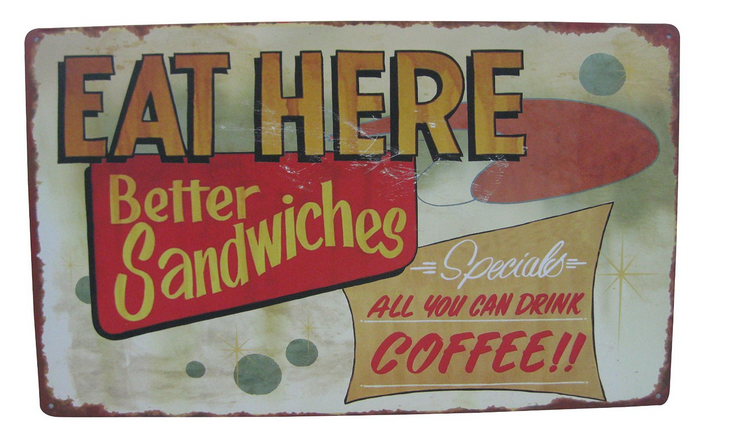 EAT HERE
Better
Sandwiches
Specials
ALL YOU CAN DRINK
COFFEE!!